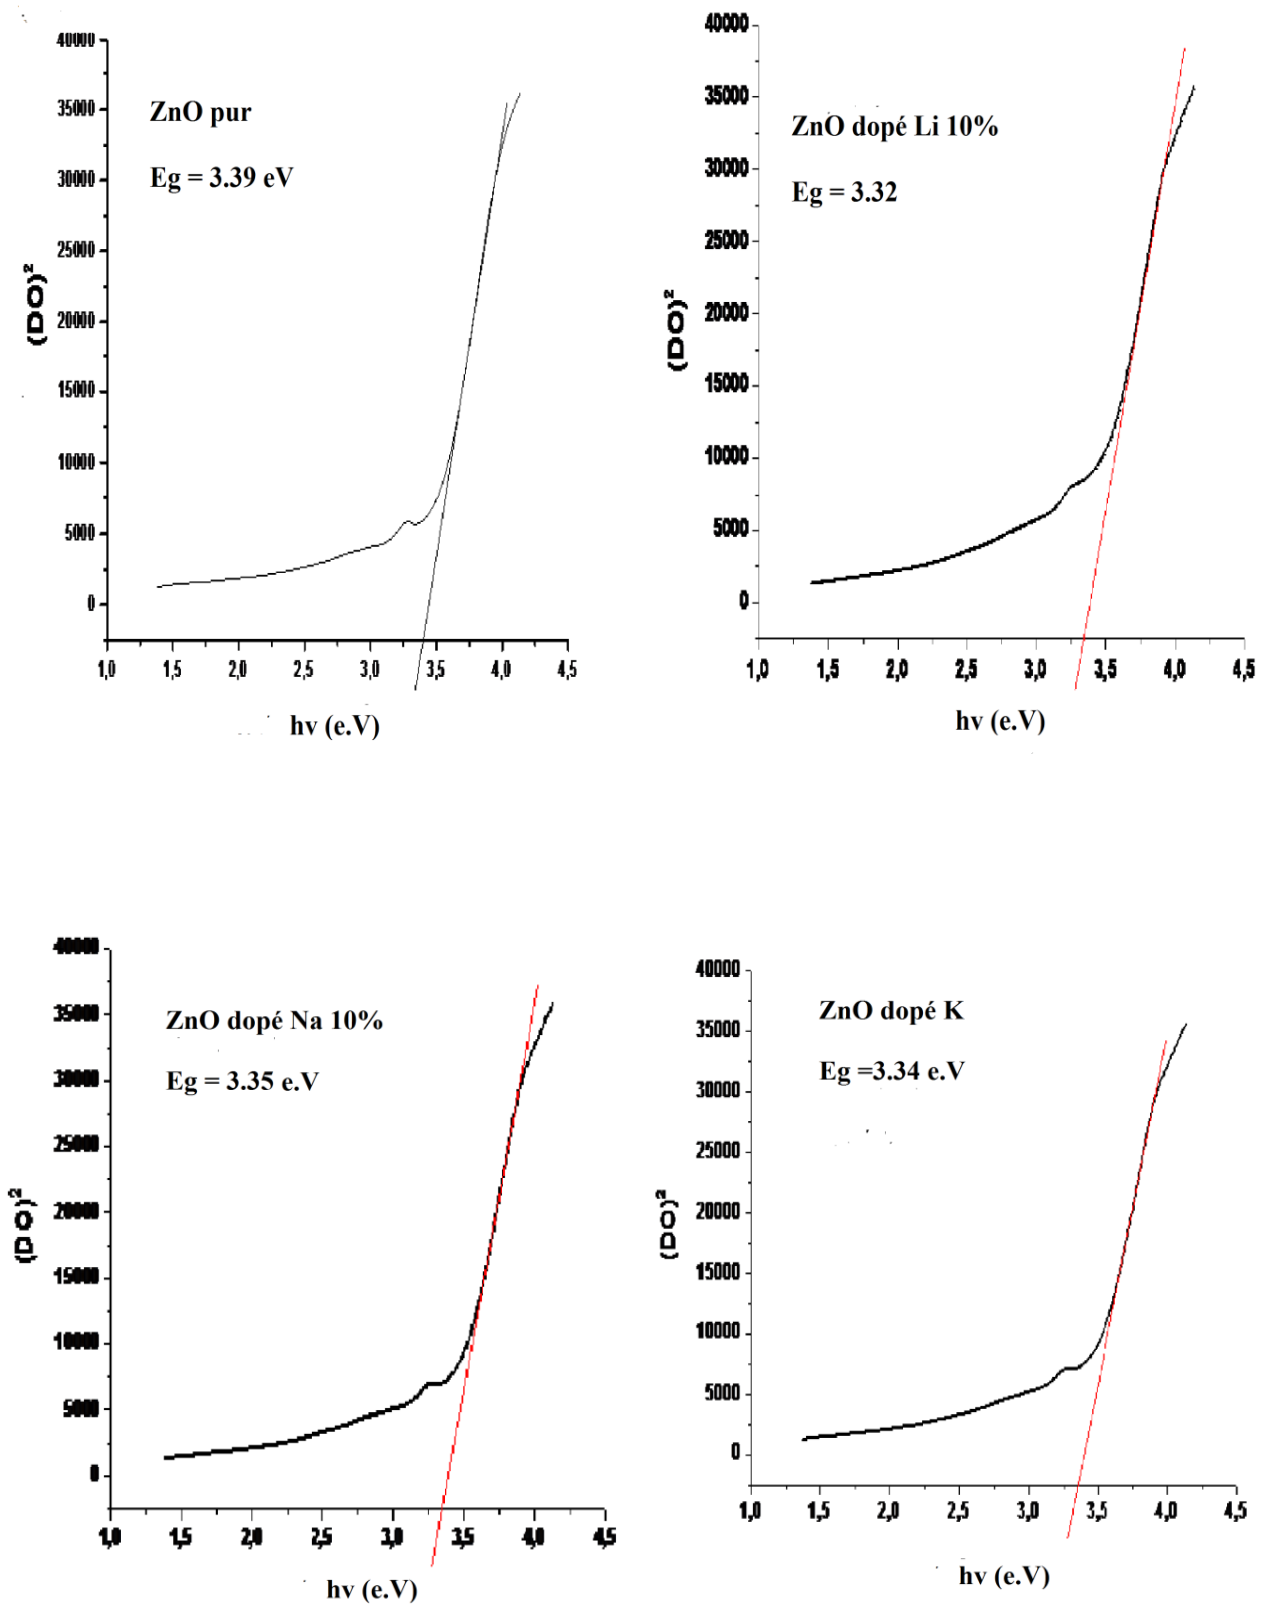 40000
35000
30000
25000
20000
15000
10000
5000
0
(DO)²
ZnO pur
Eg = 3.39 eV
1,0 1,5 2,0 2,5 3,0 3,5 4,0 4,5
hv (e.V)
40000
35000
30000
25000
20000
15000
10000
5000
0
(DO)²
ZnO dopé Li 10%
Eg = 3.32
1,0 1,5 2,0 2,5 3,0 3,5 4,0 4,5
hv (e.V)
40000
35000
30000
25000
20000
15000
10000
5000
0
(DO)²
ZnO dopé Na 10%
Eg = 3.35 e.V
1,0 1,5 2,0 2,5 3,0 3,5 4,0 4,5
hv (e.V)
40000
35000
30000
25000
20000
15000
10000
5000
0
(DO)²
ZnO dopé K
Eg =3.34 e.V
1,0 1,5 2,0 2,5 3,0 3,5 4,0 4,5
hv (e.V)